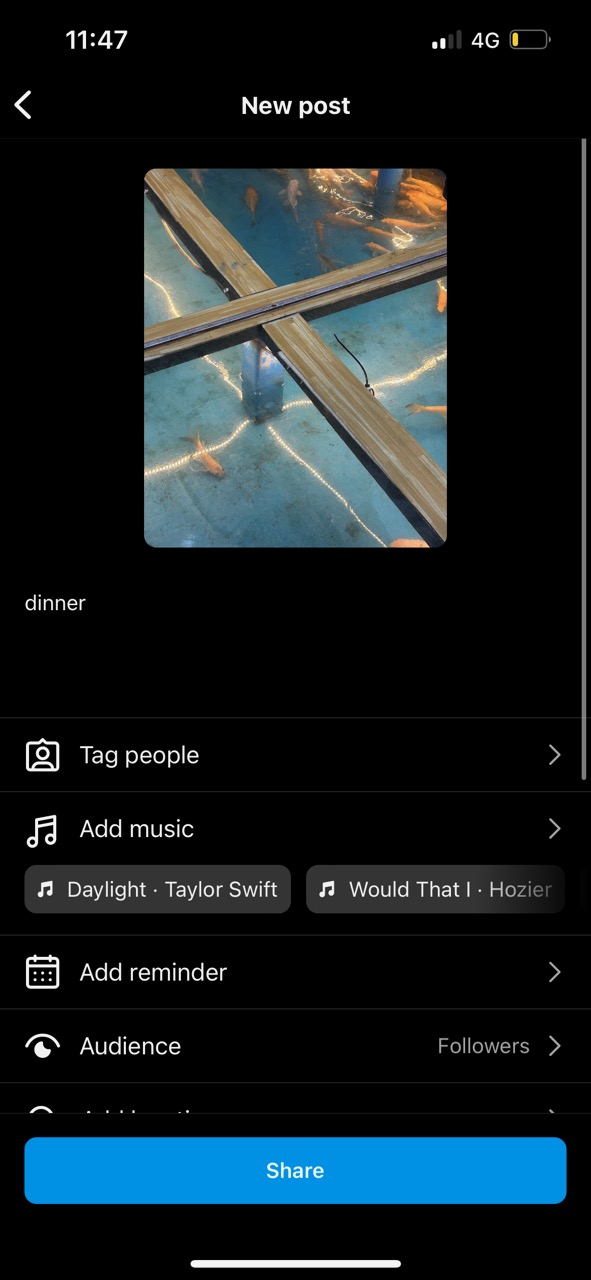 11:47
4G
New post
dinner
Tag people
Add music
Daylight · Taylor Swift
Would That I · Hozier
Add reminder
Audience
Followers
Share